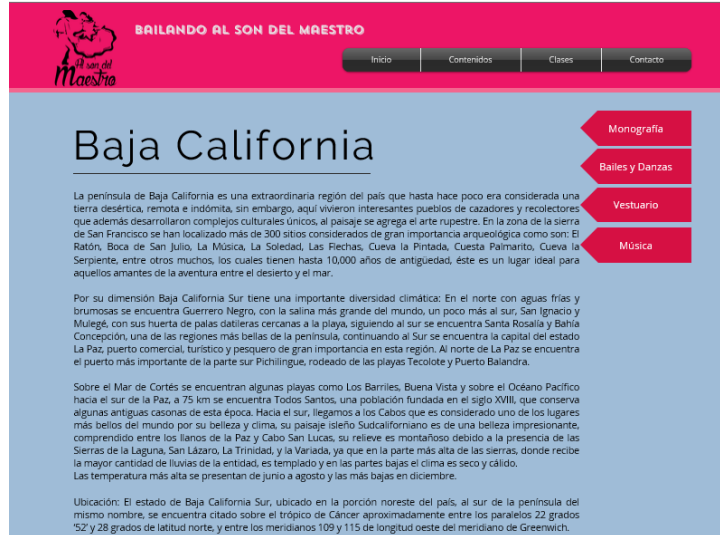 BAILANDO AL SON DEL MAESTRO
Al son del
Maestro
Inicio
Contenidos
Clases
Contacto
Baja California
Monografía
Bailes y Danzas
Vestuario
Música
La península de Baja California es una extraordinaria región del país que hasta hace poco era considerada una
tierra desértica, remota e indómita, sin embargo, aquí vivieron interesantes pueblos de cazadores y recolectores
que además desarrollaron complejos culturales únicos, al paisaje se agrega el arte rupestre. En la zona de la sierra
de San Francisco se han localizado más de 300 sitios considerados de gran importancia arqueológica como son: El
Ratón, Boca de San Julio, La Música, La Soledad, Las Flechas, Cueva la Pintada, Cuesta Palmarito, Cueva la
Serpiente, entre otros muchos, los cuales tienen hasta 10,000 años de antigüedad, éste es un lugar ideal para
aquellos amantes de la aventura entre el desierto y el mar.
Por su dimensión Baja California Sur tiene una importante diversidad climática: En el norte con aguas frías y
brumosas se encuentra Guerrero Negro, con la salina más grande del mundo, un poco más al sur, San Ignacio y
Mulegé, con sus huerta de palas datileras cercanas a la playa, siguiendo al sur se encuentra Santa Rosalía y Bahía
Concepción, una de las regiones más bellas de la península, continuando al Sur se encuentra la capital del estado
La Paz, puerto comercial, turístico y pesquero de gran importancia en esta región. Al norte de La Paz se encuentra
el puerto más importante de la parte sur Pichilingue, rodeado de las playas Tecolote y Puerto Balandra.
Sobre el Mar de Cortés se encuentran algunas playas como Los Barriles, Buena Vista y sobre el Océano Pacífico
hacia el sur de la Paz, a 75 km se encuentra Todos Santos, una población fundada en el siglo XVIII, que conserva
algunas antiguas casonas de esta época. Hacia el sur, llegamos a los Cabos que es considerado uno de los lugares
más bellos del mundo por su belleza y clima, su paisaje isleño Sudcaliforniano es de una belleza impresionante,
comprendido entre los llanos de la Paz y Cabo San Lucas, su relieve es montañoso debido a la presencia de las
Sierras de la Laguna, San Lázaro, La Trinidad, y la Variada, ya que en la parte más alta de las sierras, donde recibe
la mayor cantidad de lluvias de la entidad, es templado y en las partes bajas el clima es seco y cálido.
Las temperatura más alta se presentan de junio a agosto y las más bajas en diciembre.
Ubicación: El estado de Baja California Sur, ubicado en la porción noreste del país, al sur de la península del
mismo nombre, se encuentra citado sobre el trópico de Cáncer aproximadamente entre los paralelos 22 grados
'52' y 28 grados de latitud norte, y entre los meridianos 109 y 115 de longitud oeste del meridiano de Greenwich.